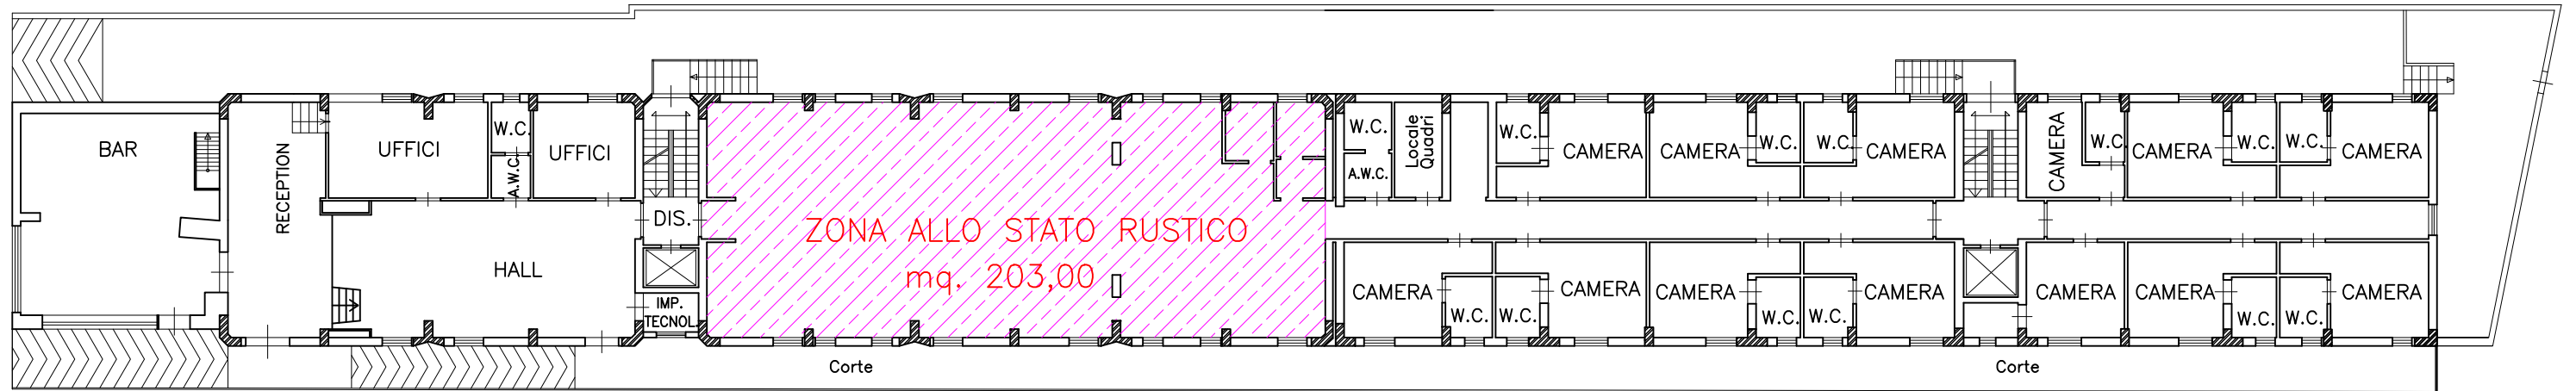 BAR
RECEPTION
UFFICI
W.C.
A.W.C.
UFFICI
HALL
DIS.
IMP.
TECNOL.
ZONA ALLO STATO RUSTICO
mq. 203,00
W.C.
A.W.C.
Locale
Quadri
W.C.
CAMERA
CAMERA
W.C.
W.C.
CAMERA
CAMERA
W.C.
CAMERA
W.C.
W.C.
CAMERA
CAMERA
W.C.
W.C.
CAMERA
CAMERA
W.C.
W.C.
CAMERA
CAMERA
CAMERA
W.C.
W.C.
CAMERA
Corte
Corte